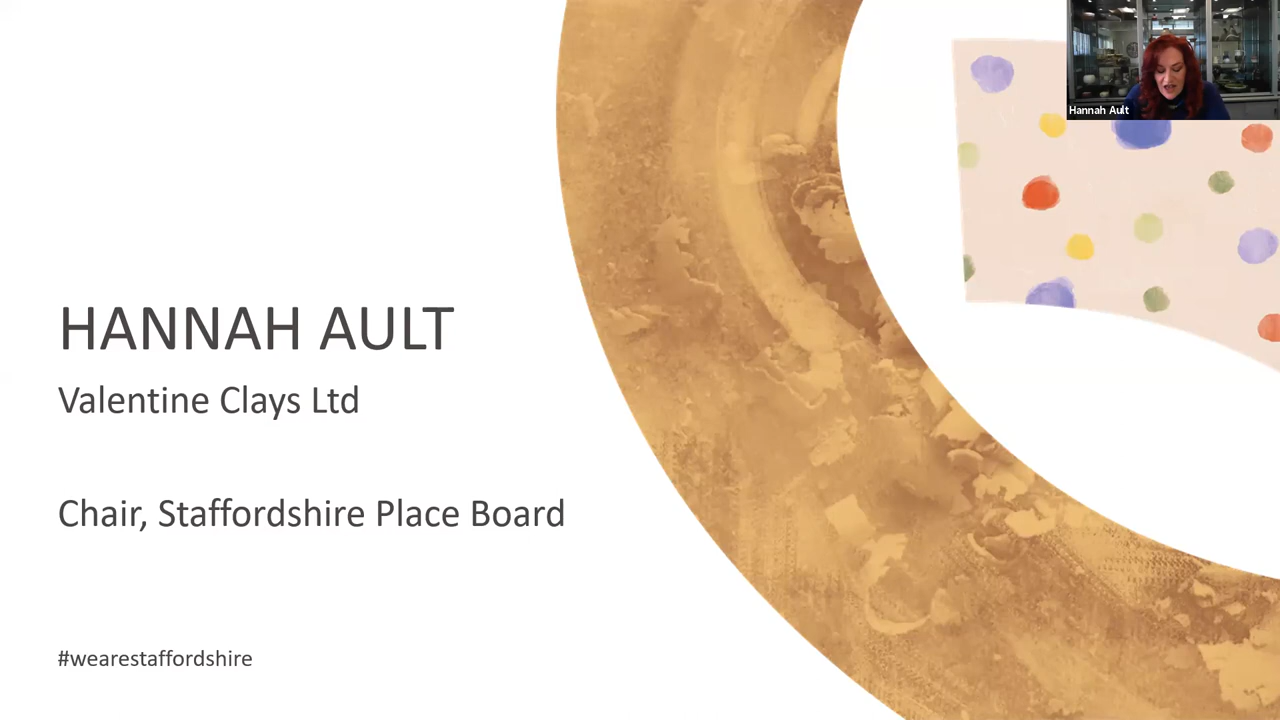 Hannah Ault
HANNAH AULT
Valentine Clays Ltd
Chair, Staffordshire Place Board
#wearestaffordshire